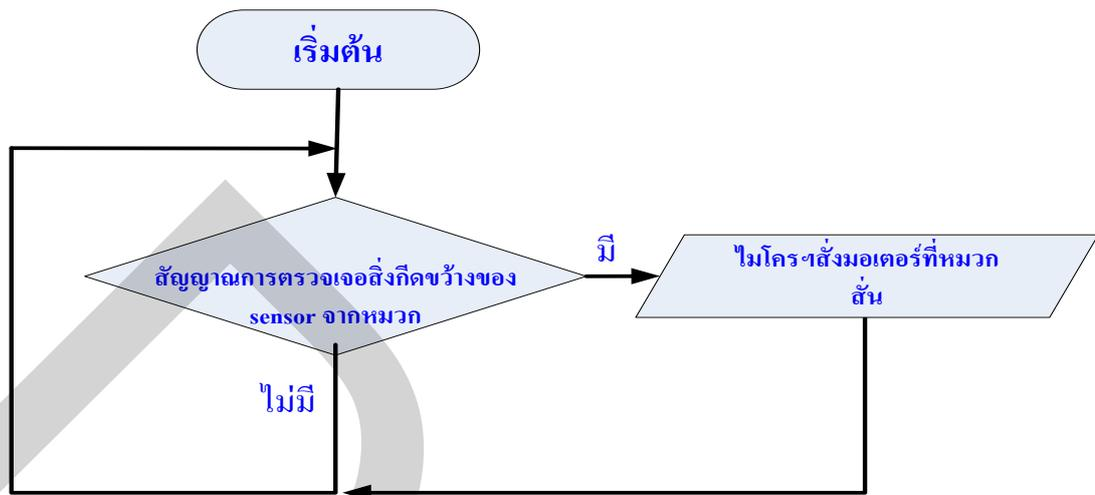 เริ่มต้น
สัญญาณการตรวจเจอสิ่งกีดขว้างของ
sensor จากหมวก
มี
ไมโครฯสั่งมอเตอร์ที่หมวก
สั่น
ไม่มี